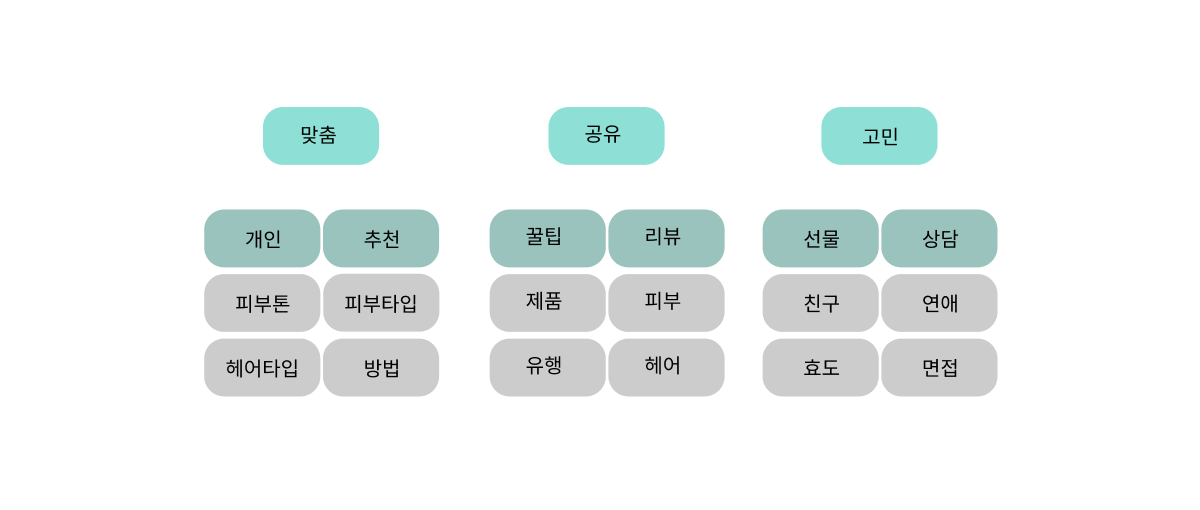 맞춤
공유
고민
개인 추천
꿀팁 리뷰
선물 상담
피부톤 피부타입
제품 피부
친구 연애
헤어타입 방법
유행 헤어
효도 면접